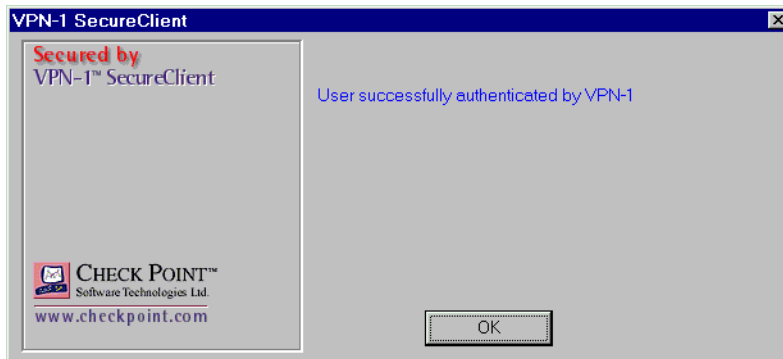 VPN-1 SecureClient
Secured by
VPN-1™ SecureClient
User successfully authenticated by VPN-1
CHECK POINT™
Software Technologies Ltd.
www.checkpoint.com
OK